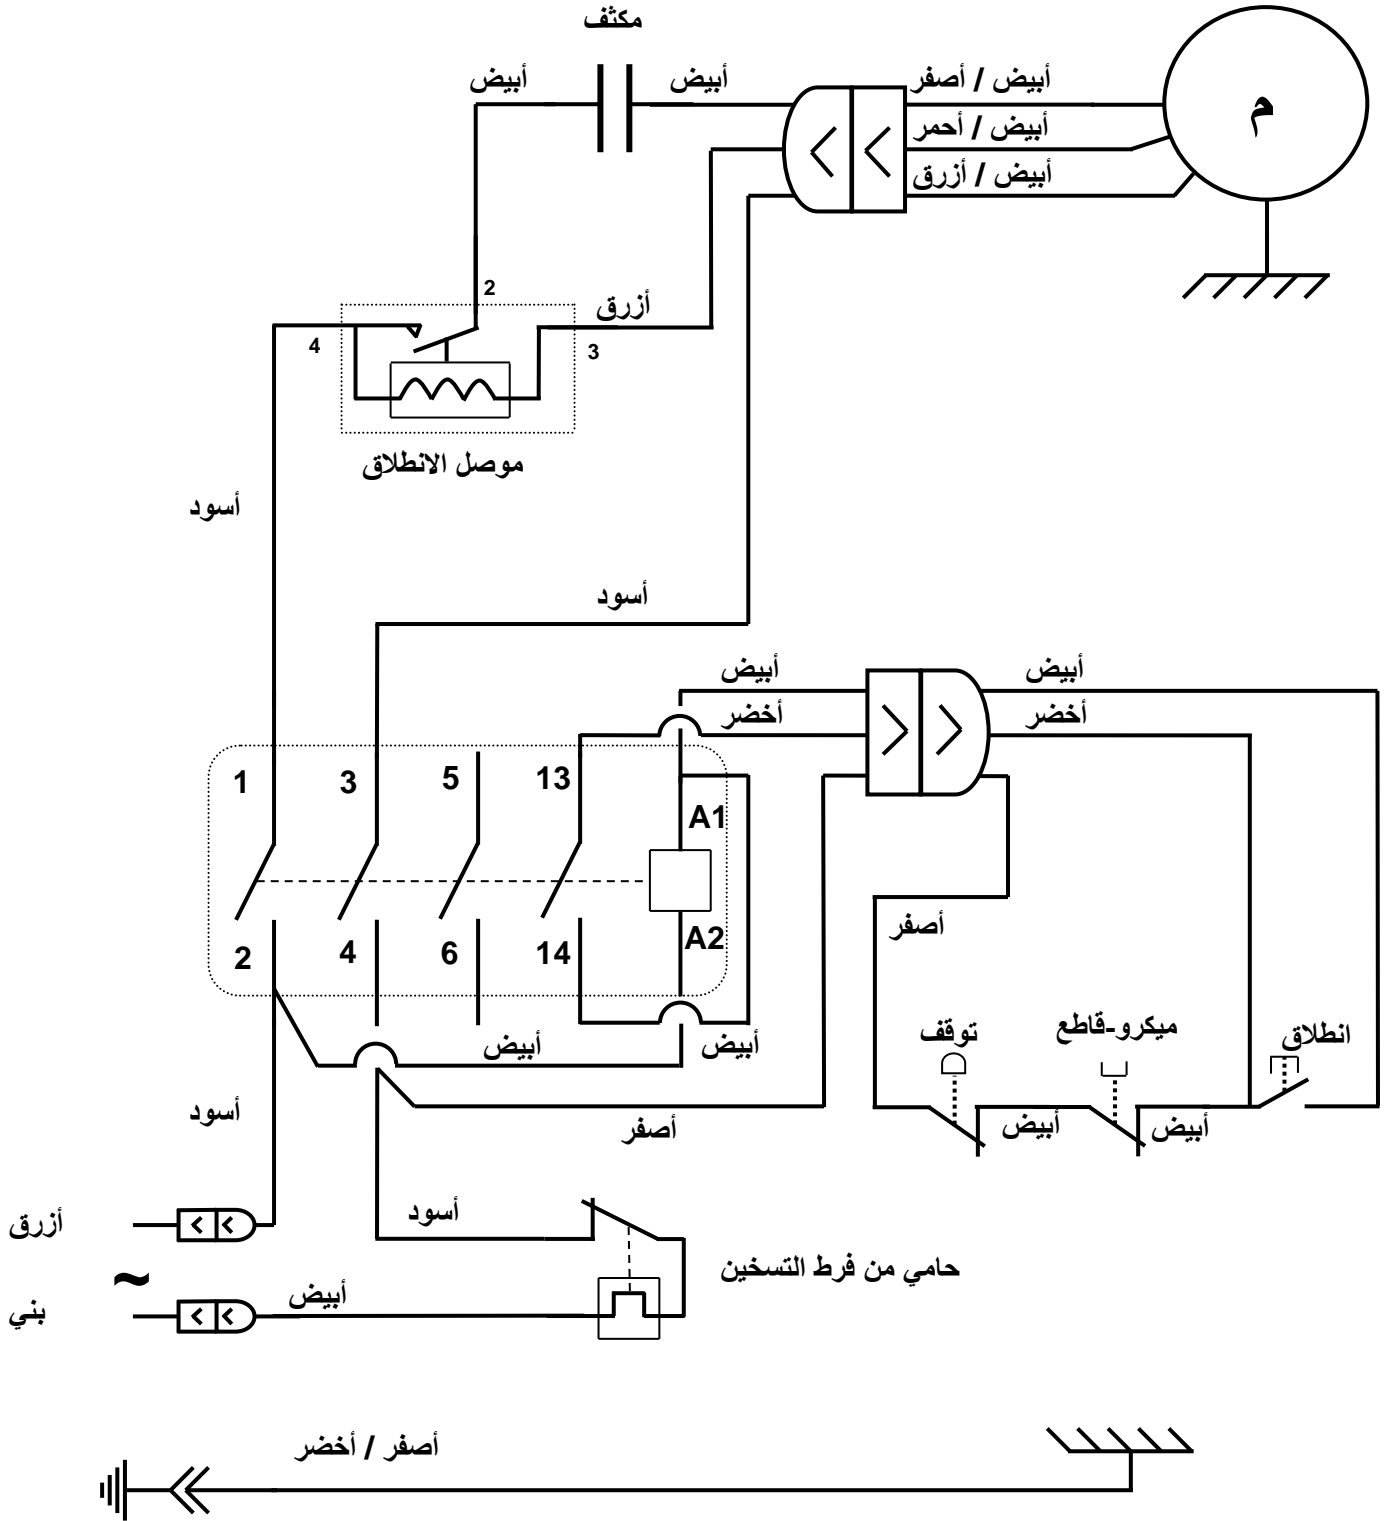 مكثف
أبيض
أبيض
أبيض / أصفر
أبيض / أحمر
أبيض / أزرق
م
2
أزرق
4
3
موصل الانطلاق
أسود
أسود
أبيض
أبيض
أخضر
أخضر
1
3
5
13
A1
2
4
6
14
A2
أصفر
أبيض
أبيض
توقف
ميكرو-قاطع
انطلاق
أسود
أصفر
أبيض
أبيض
أزرق
أسود
~
حامي من فرط التسخين
بني
أبيض
أصفر / أخضر